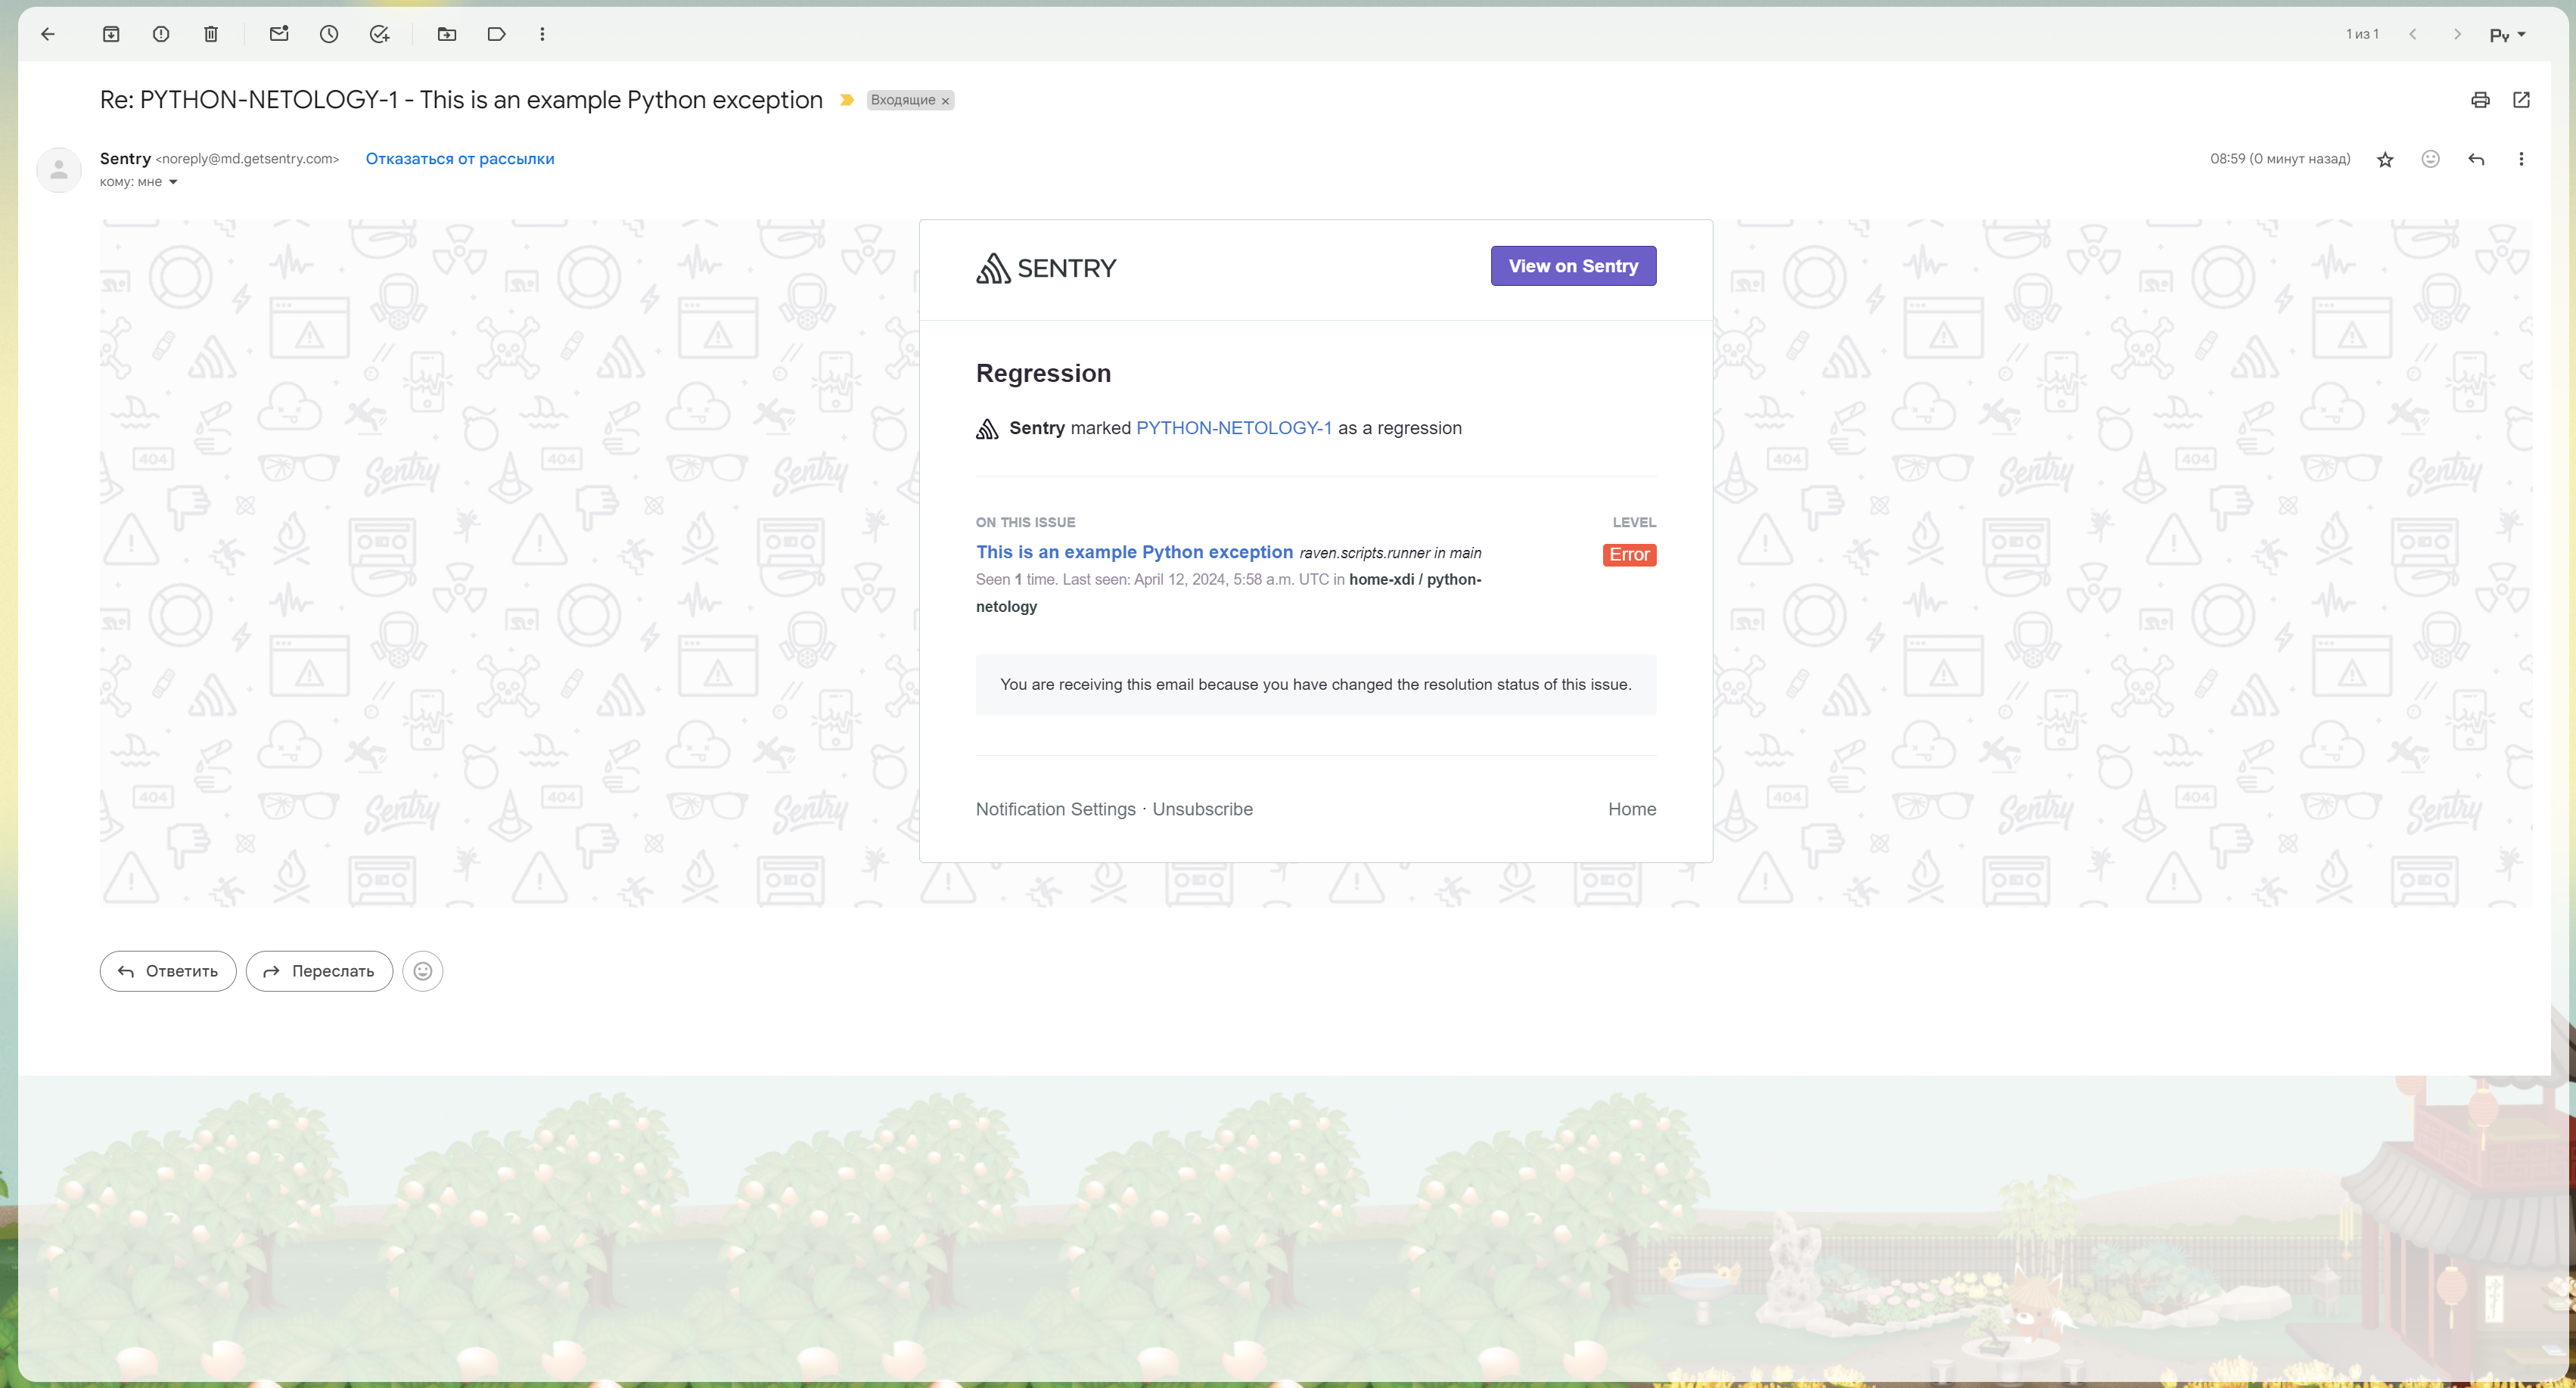 1 из 1
Ру
Re: PYTHON-NETOLOGY-1 - This is an example Python exception
Входящие ×
Sentry <noreply@md.getsentry.com> Отказаться от рассылки
08:59 (0 минут назад)
кому: мне
SENTRY
View on Sentry
Regression
Sentry marked PYTHON-NETOLOGY-1 as a regression
ON THIS ISSUE
LEVEL
This is an example Python exception raven.scripts.runner in main
Error
Seen 1 time. Last seen: April 12, 2024, 5:58 a.m. UTC in home-xdi / python-
netology
You are receiving this email because you have changed the resolution status of this issue.
Notification Settings · Unsubscribe
Home
404
Sentry
Ответить
Переслать